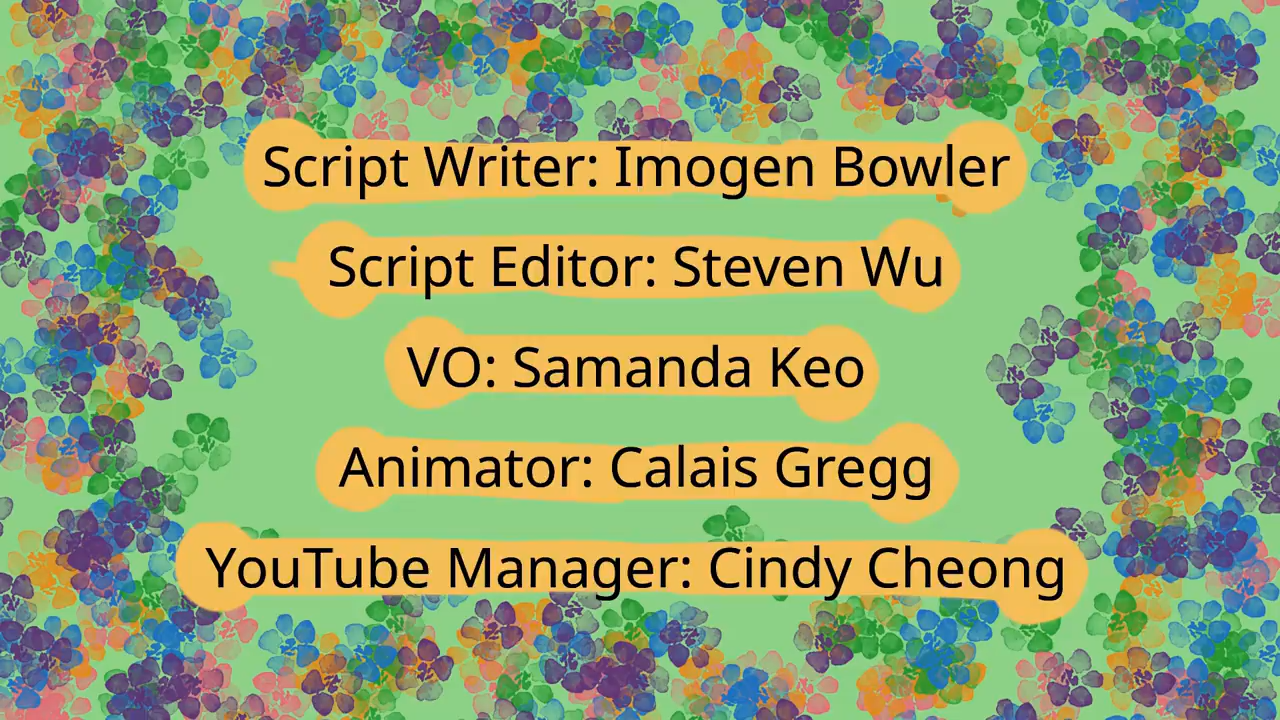 Script Writer: Imogen Bowler
Script Editor: Steven Wu
VO: Samanda Keo
Animator: Calais Gregg
YouTube Manager: Cindy Cheong